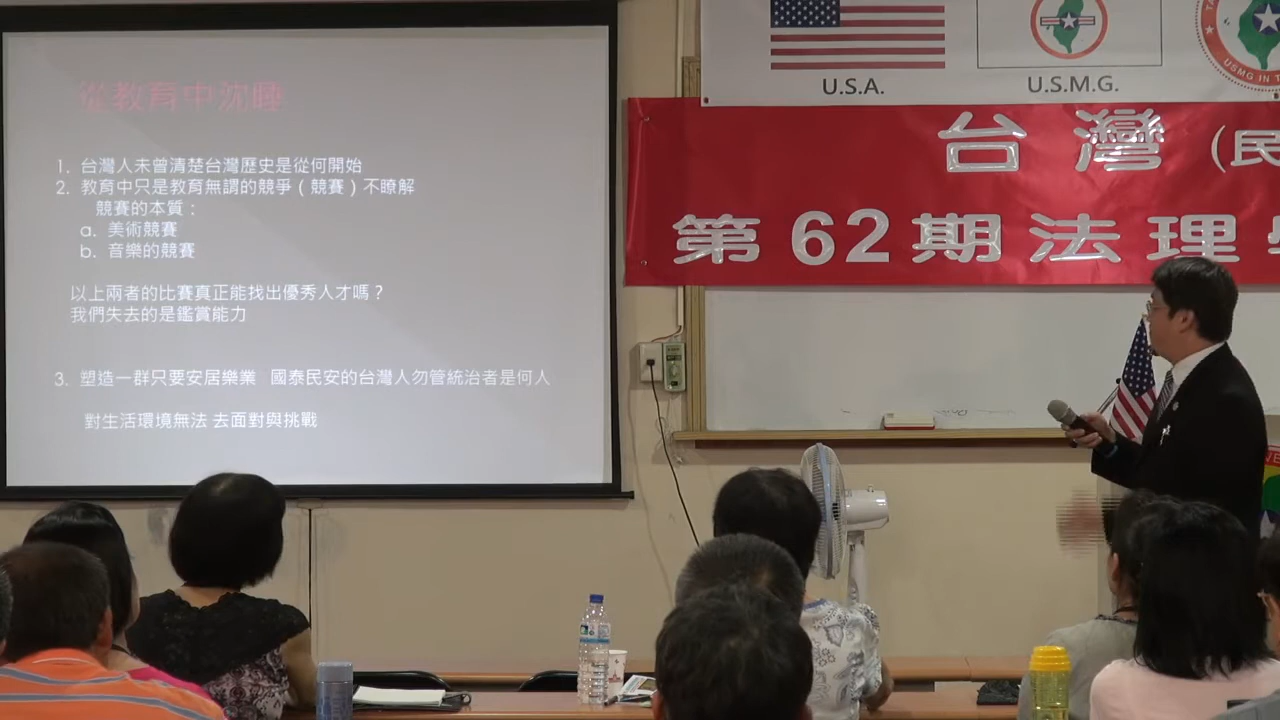 從教育中沈睡
1. 台灣人未曾清楚台灣歷史是從何開始
2. 教育中只是教育無謂的競爭(競賽)不瞭解
競賽的本質：
a. 美術競賽
b. 音樂的競賽
以上兩者的比賽真正能找出優秀人才嗎？
我們失去的是鑑賞能力
3. 塑造一群只要安居樂業 國泰民安的台灣人勿管統治者是何人
對生活環境無法 去面對與挑戰
U.S.A.
U.S.M.G.
USMG IN T
台灣(民
第62期法理學